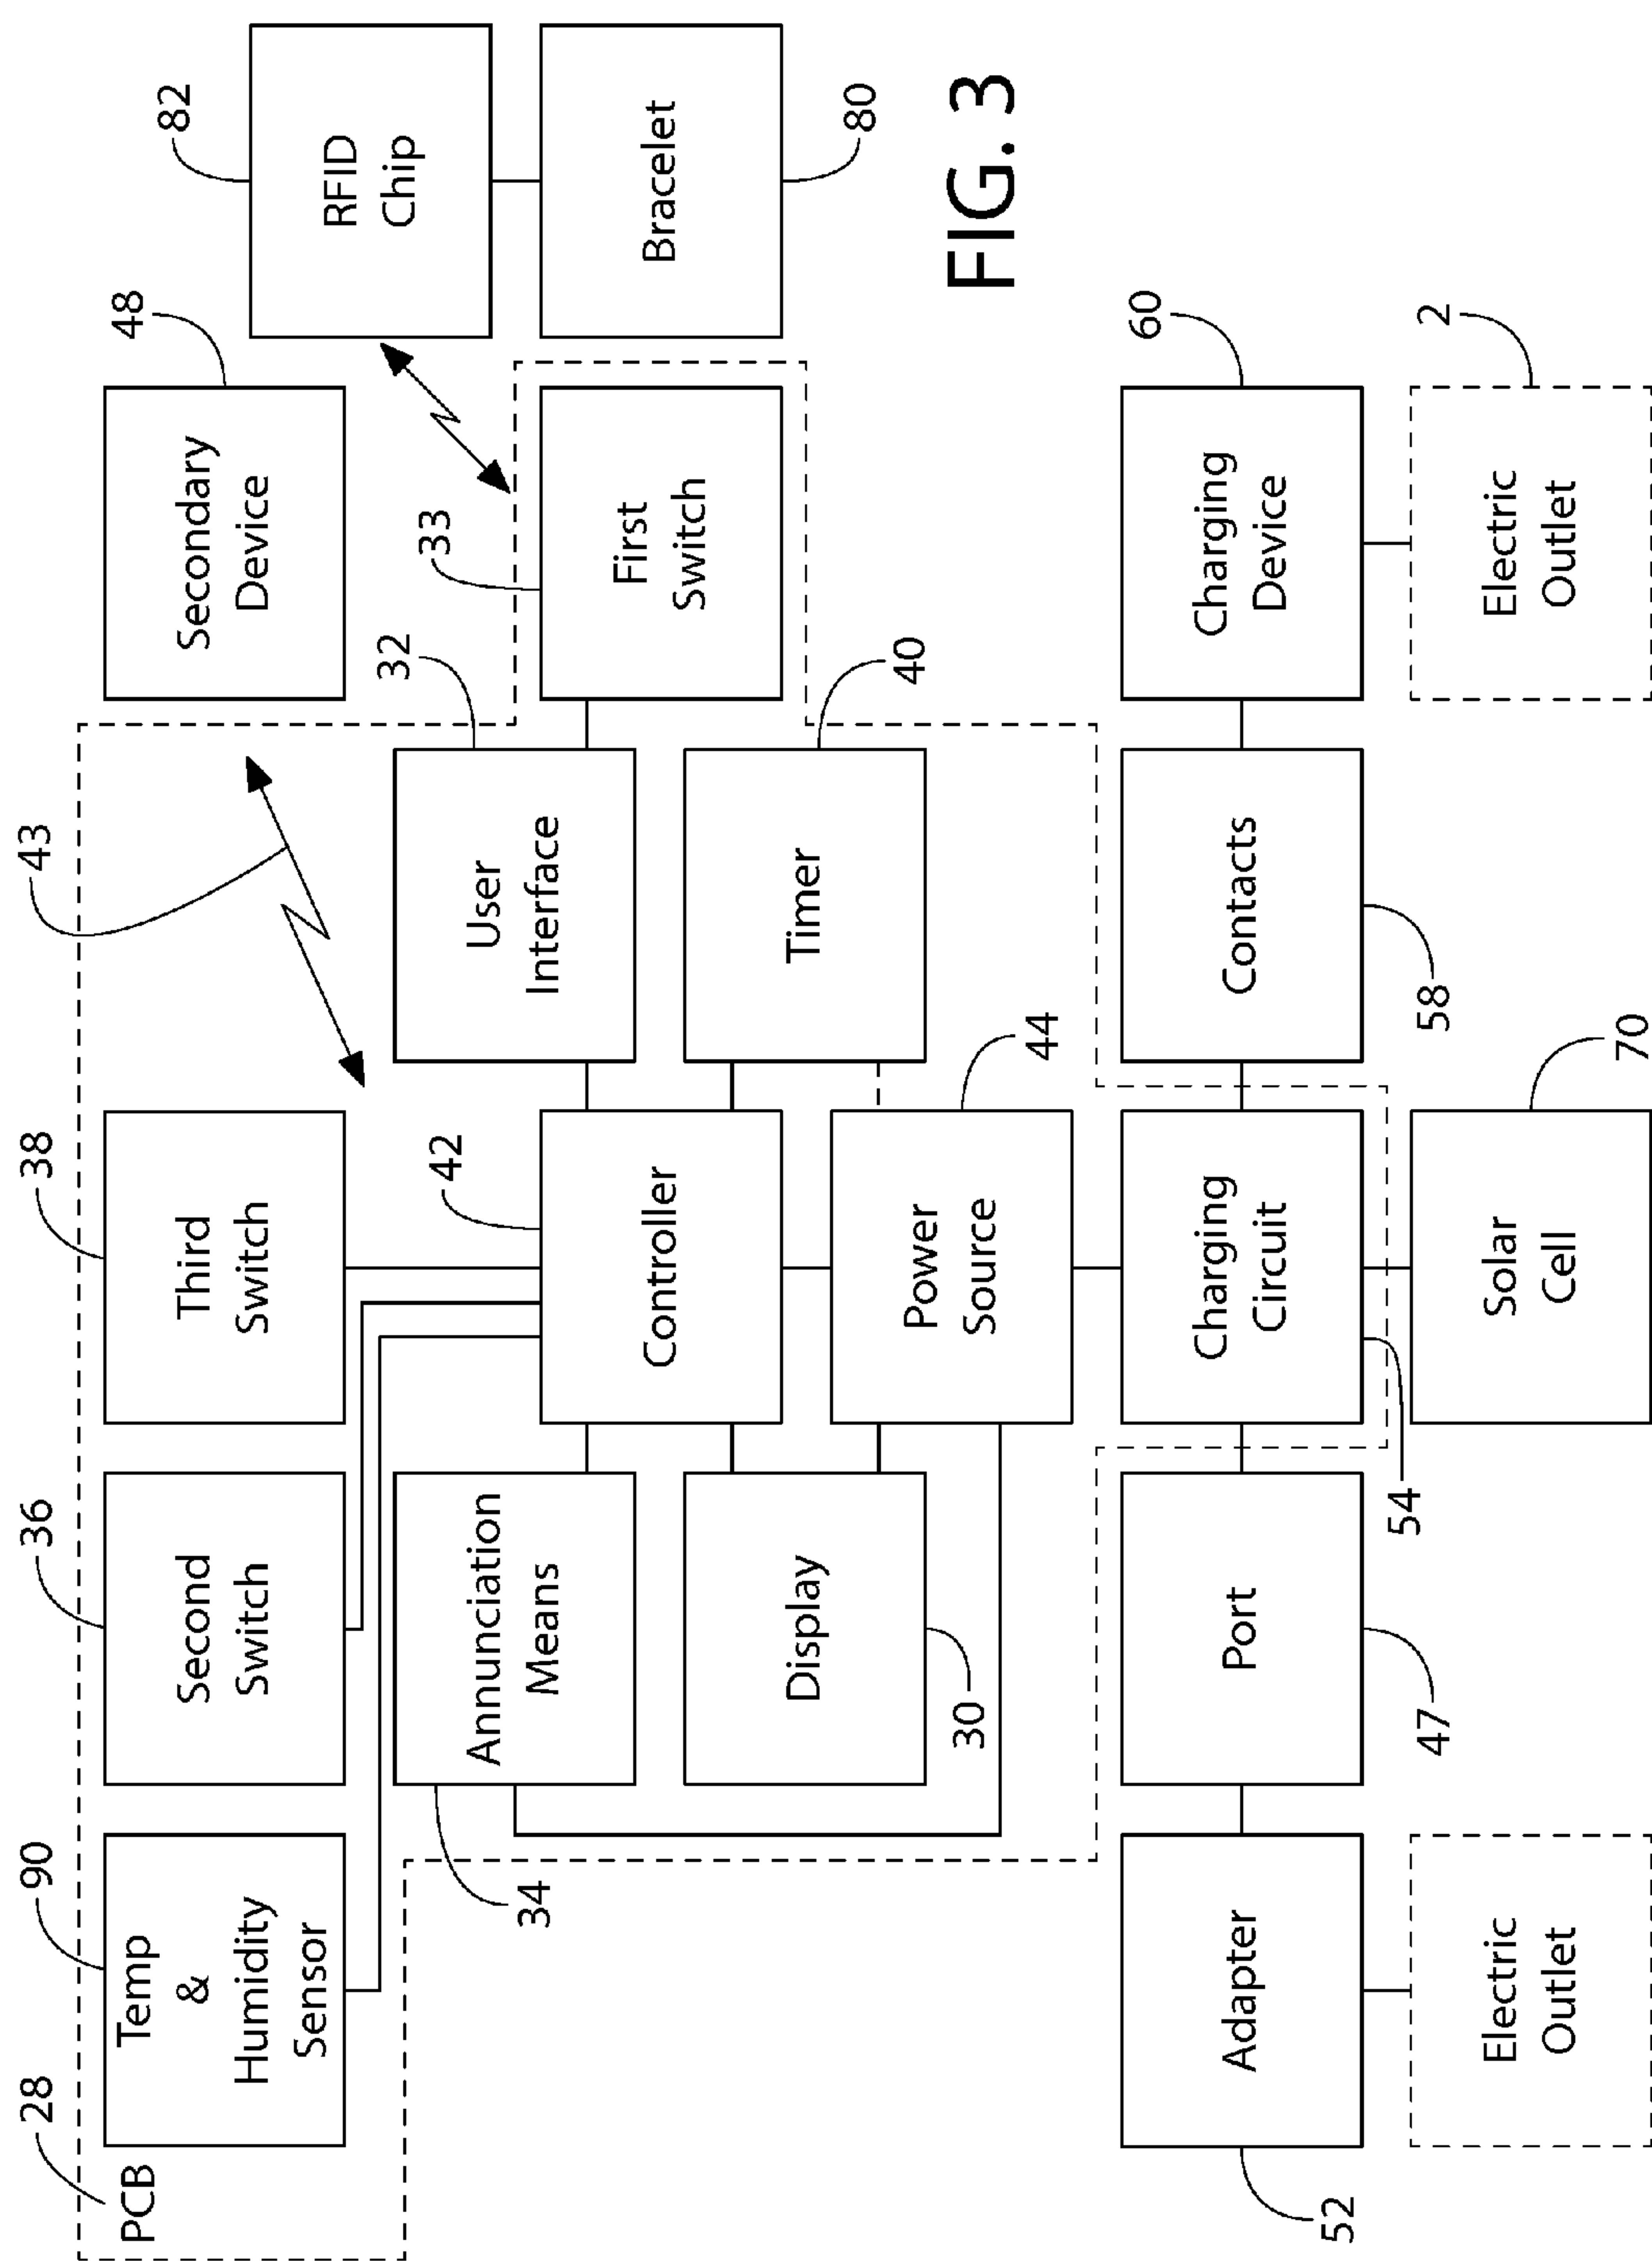 28
PCB
90
Temp
&
Humidity
Sensor
36
Second
Switch
38
Third
Switch
43
48
Secondary
Device
82
RFID
Chip
34
Annunciation
Means
42
Controller
32
User
Interface
33
First
Switch
Bracelet
80
Display
30
Power
Source
44
Timer
40
FIG. 3
52
Adapter
Port
47
Charging
Circuit
54
Contacts
58
60
Charging
Device
Electric
Outlet
Solar
Cell
70
2
Electric
Outlet